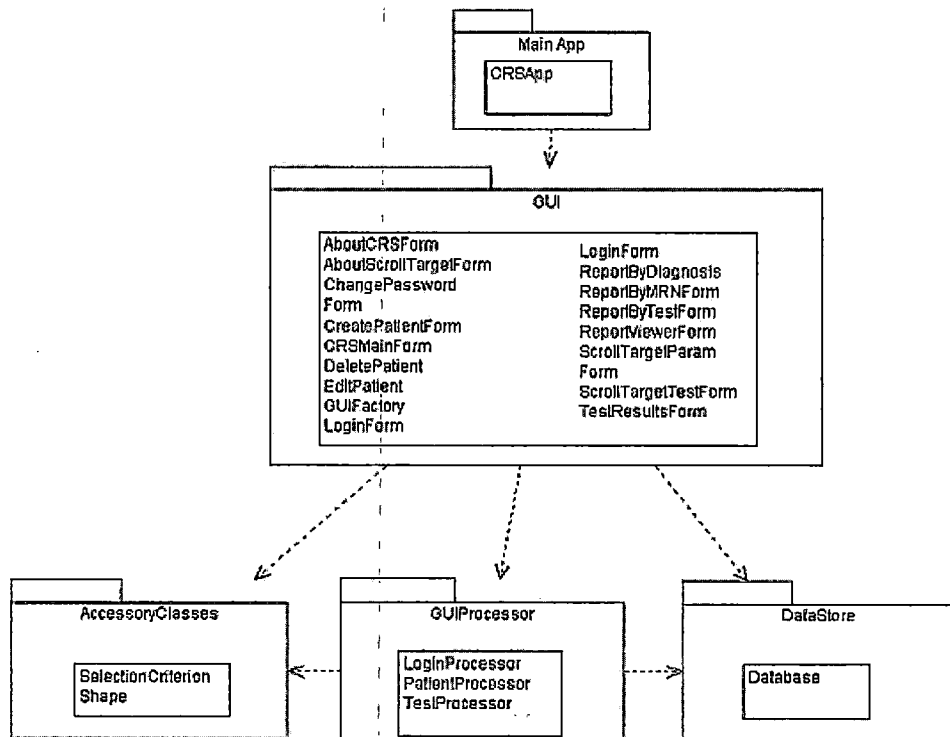 Main App
CRSApp
GUI
AboutCRSForm
AboutScrollTargetForm
ChangePassword
Form
CreatePatientForm
CRSMainForm
DeletePatient
EditPatient
GUIFactory
LoginForm
LoginForm
ReportByDiagnosis
ReportByMRNForm
ReportByTestForm
ReportViewerForm
ScrollTargetParam
Form
ScrollTargetTestForm
TestResultsForm
AccessoryClasses
SelectionCriterion
Shape
GUIProcessor
LoginProcessor
PatientProcessor
TestProcessor
DataStore
Database